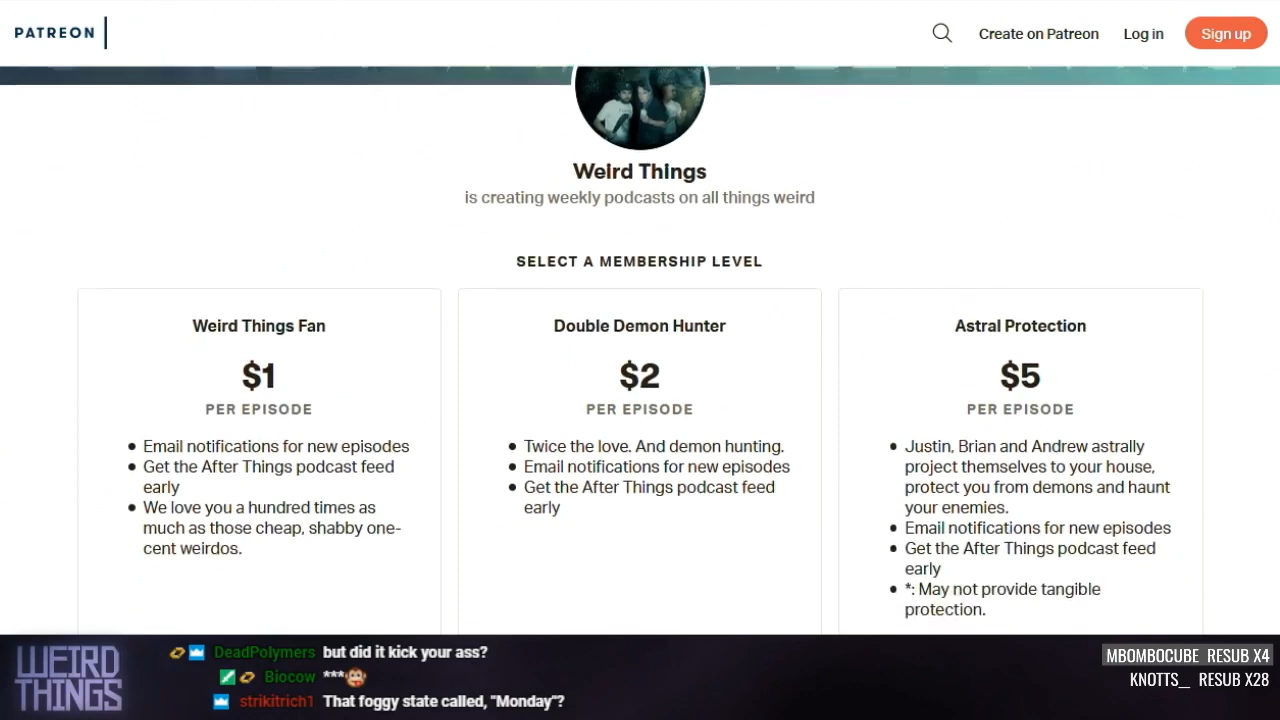 PATREON
Create on Patreon
Log in
Sign up
Weird Things
is creating weekly podcasts on all things weird
SELECT A MEMBERSHIP LEVEL
Weird Things Fan
$1
PER EPISODE
Email notifications for new episodes
Get the After Things podcast feed
early
We love you a hundred times as
much as those cheap, shabby one-
cent weirdos.
Double Demon Hunter
$2
PER EPISODE
Twice the love. And demon hunting.
Email notifications for new episodes
Get the After Things podcast feed
early
Astral Protection
$5
PER EPISODE
Justin, Brian and Andrew astrally
project themselves to your house,
protect you from demons and haunt
your enemies.
Email notifications for new episodes
Get the After Things podcast feed
early
*: May not provide tangible
protection.
WEIRD
THINGS
DeadPolymers but did it kick your ass?
Biocow ***
strikitrich1 That foggy state called, "Monday"?
MBOMBOCUBE RESUB X4
KNOTTS__ RESUB X28